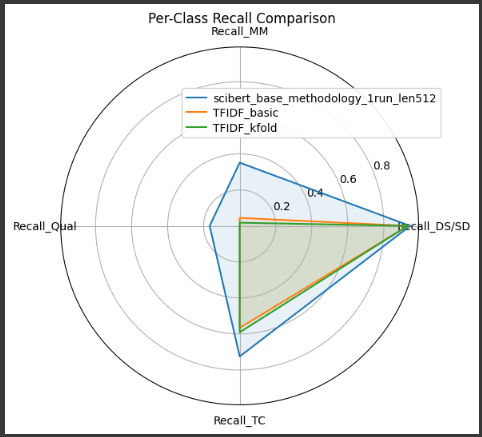 Per-Class Recall Comparison
Recall_MM
scibert_base_methodology_1run_len512
TFIDF_basic
TFIDF_kfold
0.8
0.6
0.4
0.2
Recall_Qual
Recall_DS/SD
Recall_TC